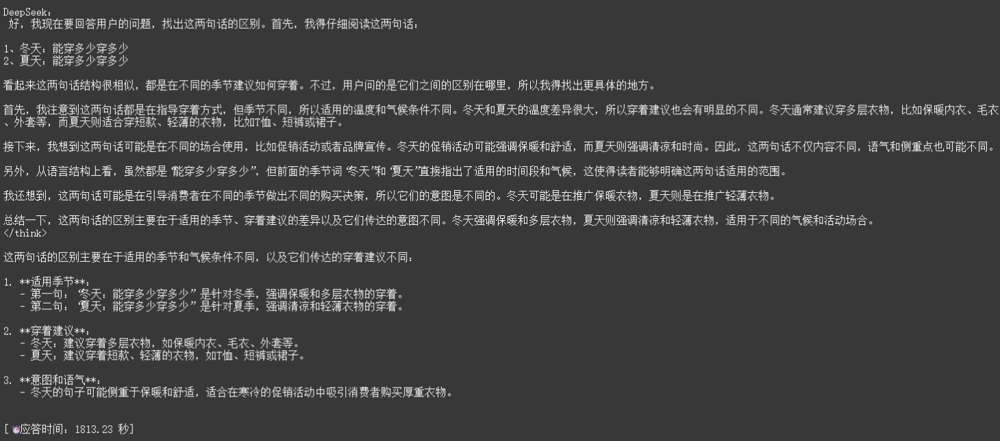 DeepSeek:
好，我现在要回答用户的问题，找出这两句话的区别。首先，我得仔细阅读这两句话：
1、冬天：能穿多少穿多少
2、夏天：能穿多少穿多少
看起来这两句话结构很相似，都是在不同的季节建议如何穿着。不过，用户问的是它们之间的区别在哪里，所以我得找出更具体的地方。
首先，我注意到这两句话都是在指导穿着方式，但季节不同，所以适用的温度和气候条件不同。冬天和夏天的温度差异很大，所以穿着建议也会有明显的不同。冬天通常建议穿多层衣物，比如保暖内衣、毛衣
、外套等，而夏天则适合穿短款、轻薄的衣物，比如T恤、短裤或裙子。
接下来，我想到这两句话可能是在不同的场合使用，比如促销活动或者品牌宣传。冬天的促销活动可能强调保暖和舒适，而夏天则强调清凉和时尚。因此，这两句话不仅内容不同，语气和侧重点也可能不同。
另外，从语言结构上看，虽然都是“能穿多少穿多少”，但前面的季节词“冬天”和“夏天”直接指出了适用的时间段和气候，这使得读者能够明确这两句话适用的范围。
我还想到，这两句话可能是在引导消费者在不同的季节做出不同的购买决策，所以它们的意图是不同的。冬天可能是在推广保暖衣物，夏天则是在推广轻薄衣物。
总结一下，这两句话的区别主要在于适用的季节、穿着建议的差异以及它们传达的意图不同。冬天强调保暖和多层衣物，夏天则强调清凉和轻薄衣物，适用于不同的气候和活动场合。
</think>
这两句话的区别主要在于适用的季节和气候条件不同，以及它们传达的穿着建议不同：
1. **适用季节**：
- 第一句：“冬天：能穿多少穿多少”是针对冬季，强调保暖和多层衣物的穿着。
- 第二句：“夏天：能穿多少穿多少”是针对夏季，强调清凉和轻薄衣物的穿着。
2. **穿着建议**：
- 冬天：建议穿着多层衣物，如保暖内衣、毛衣、外套等。
- 夏天：建议穿着短款、轻薄的衣物，如T恤、短裤或裙子。
3. **意图和语气**：
- 冬天的句子可能侧重于保暖和舒适，适合在寒冷的促销活动中吸引消费者购买厚重衣物。
[⏱应答时间：1813.23 秒]